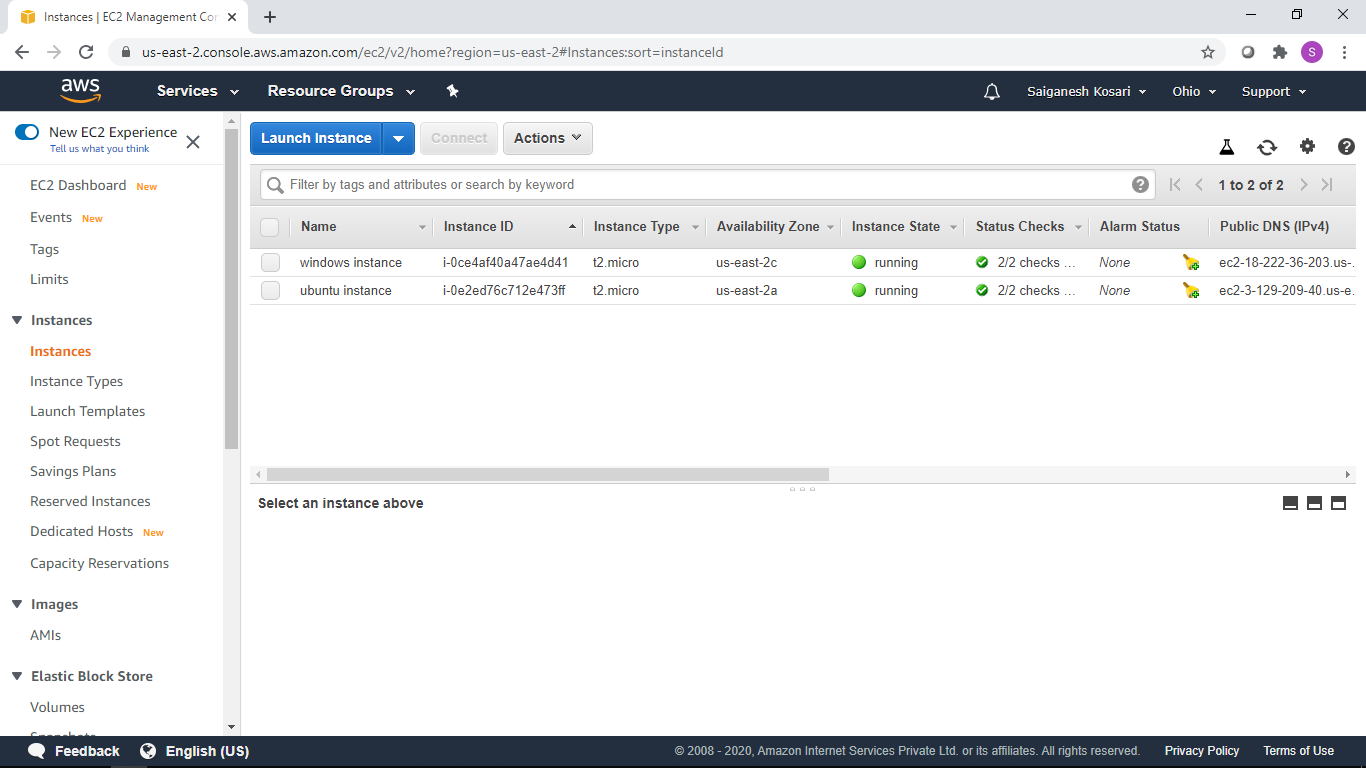 Instances | EC2 Management Con
us-east-2.console.aws.amazon.com/ec2/v2/home?region=us-east-2#Instances:sort=instanceId
S
aws Services Resource Groups Saiganesh Kosari Ohio Support
New EC2 Experience
Tell us what you think
EC2 Dashboard New
Events New
Tags
Limits
Instances
Instances
Instance Types
Launch Templates
Spot Requests
Savings Plans
Reserved Instances
Dedicated Hosts New
Capacity Reservations
Images
AMIs
Elastic Block Store
Volumes
Snapshots
Launch Instance Connect Actions
Filter by tags and attributes or search by keyword 1 to 2 of 2
Name Instance ID Instance Type Availability Zone Instance State Status Checks Alarm Status Public DNS (IPv4)
windows instance i-0ce4af40a47ae4d41 t2.micro us-east-2c running 2/2 checks ... None ec2-18-222-36-203.us-...
ubuntu instance i-0e2ed76c712e473ff t2.micro us-east-2a running 2/2 checks ... None ec2-3-129-209-40.us-e...
Select an instance above
Feedback English (US) © 2008 - 2020, Amazon Internet Services Private Ltd. or its affiliates. All rights reserved. Privacy Policy Terms of Use